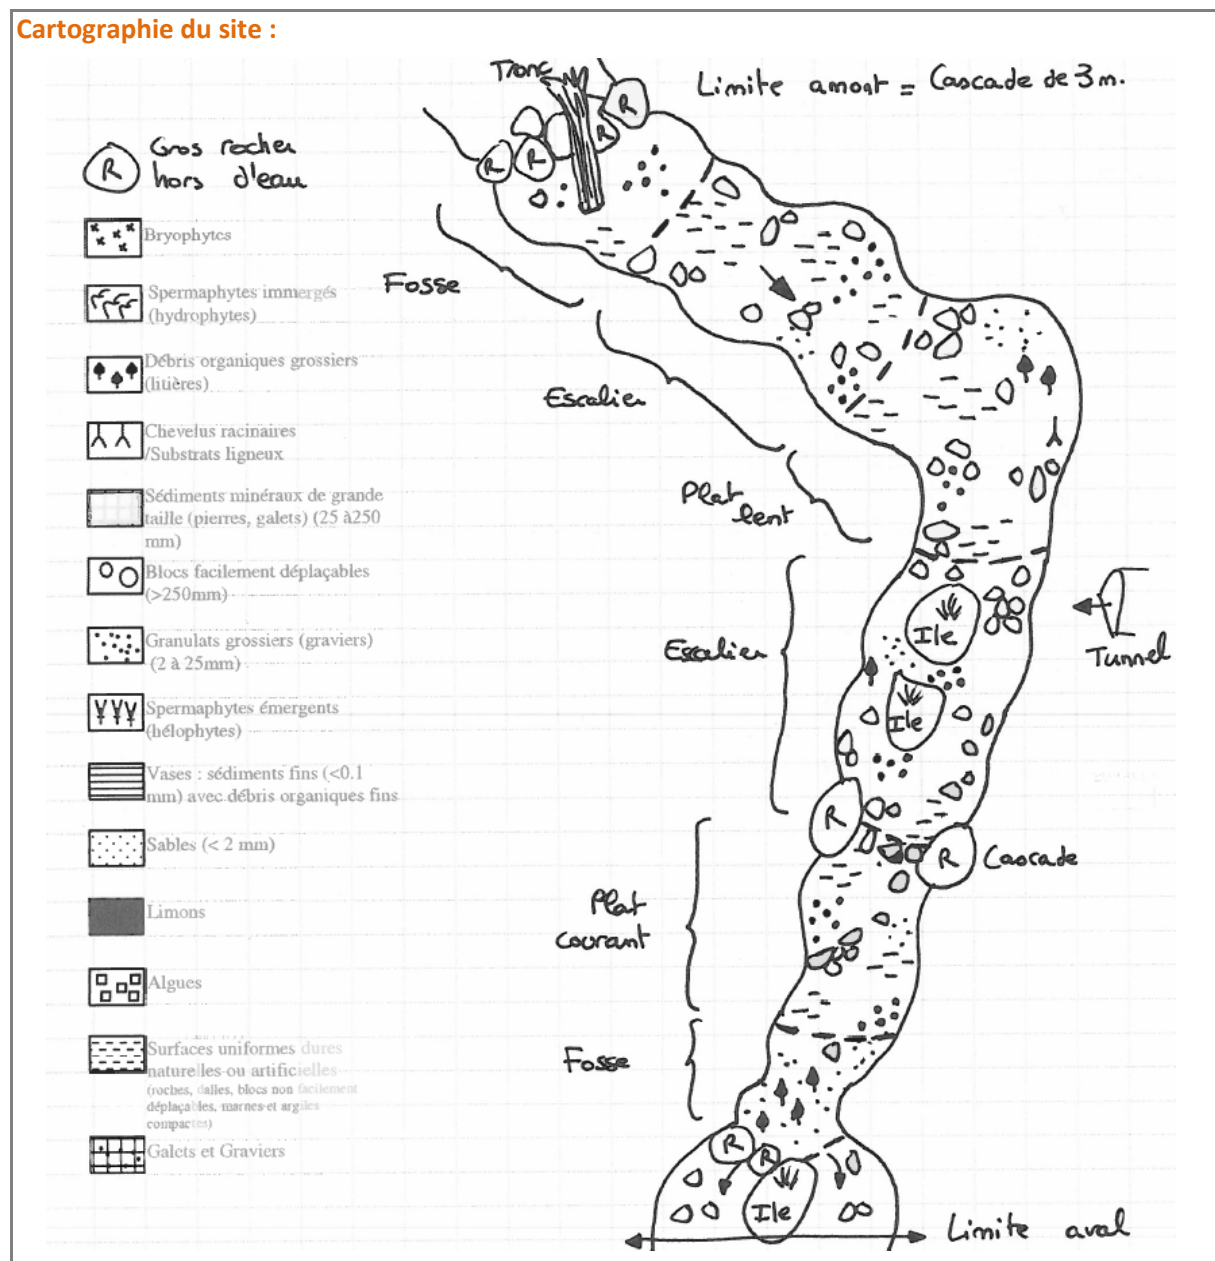 Cartographie du site :
Tronc
Limite amont = Cascade de 3 m.
R
R
R
R
R Gros rocher
hors d'eau
Bryophytes
Spermaphytes immergés
(hydrophytes)
Débris organiques grossiers
(litières)
Chevelus racinaires
/Substrats ligneux
Sédiments minéraux de grande
taille (pierres, galets) (25 à250
mm)
Blocs facilement déplaçables
(>250mm)
Granulats grossiers (graviers)
(2 à 25mm)
Spermaphytes émergents
(hélophytes)
Vases : sédiments fins (<0.1
mm) avec débris organiques fins
Sables (< 2 mm)
Limons
Algues
Surfaces uniformes dures
naturelles ou artificielles
(roches, dalles, blocs non facilement
déplaçables, marnes et argiles
compactes)
Galets et Graviers
Fosse
Escalier
Plat
lent
Escalier
Ile
Tunnel
Ile
R
R
Cascade
Plat
courant
Fosse
R
R
Ile
Limite aval